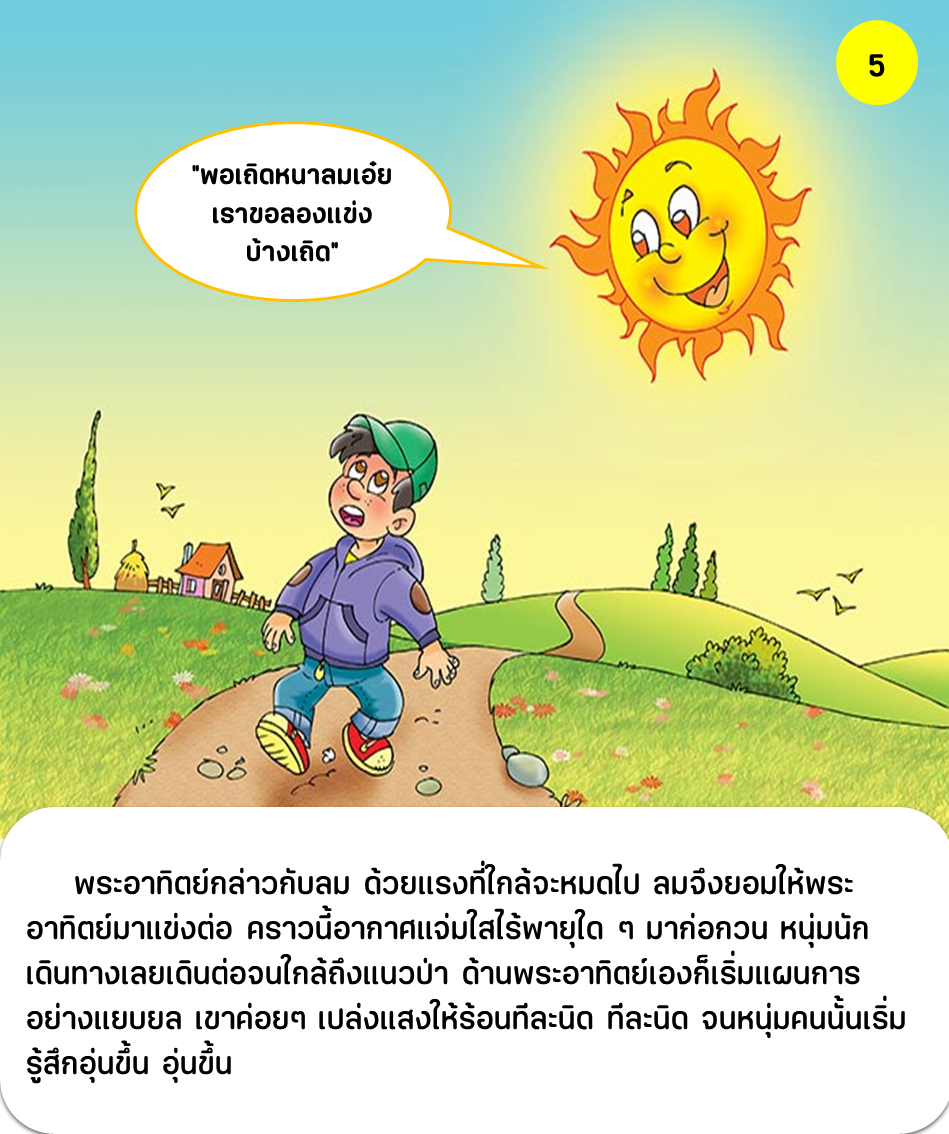 5
"พอเถิดหนาลมเอ๋ย
เราขอลองแข่ง
บ้างเถิด"
พระอาทิตย์กล่าวกับลม ด้วยแรงที่ใกล้จะหมดไป ลมจึงยอมให้พระ
อาทิตย์มาแข่งต่อ คราวนี้อากาศแจ่มใสไร้พายุใด ๆ มาก่อกวน หนุ่มนัก
เดินทางเลยเดินต่อจนใกล้ถึงแนวป่า ด้านพระอาทิตย์เองก็เริ่มแผนการ
อย่างแยบยล เขาค่อยๆ เปล่งแสงให้ร้อนทีละนิด ทีละนิด จนหนุ่มคนนั้นเริ่ม
รู้สึกอุ่นขึ้น อุ่นขึ้น